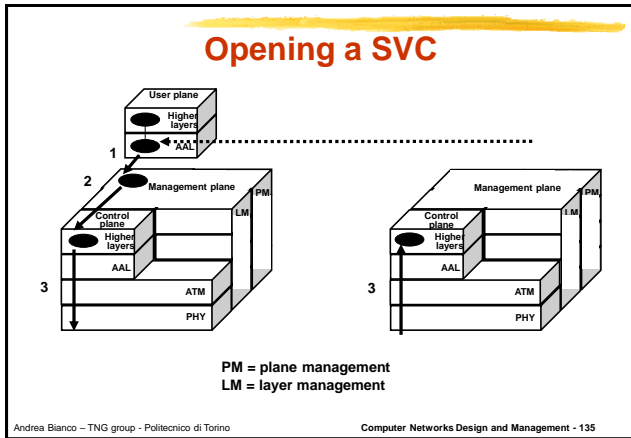 Opening a SVC
User plane
Higher
layers
AAL
1
2
Management plane
PM
LM
Control
plane
Higher
layers
AAL
ATM
PHY
3
Management plane
PM
LM
Control
plane
Higher
layers
AAL
ATM
PHY
3
PM = plane management
LM = layer management
Andrea Bianco – TNG group - Politecnico di Torino
Computer Networks Design and Management - 135